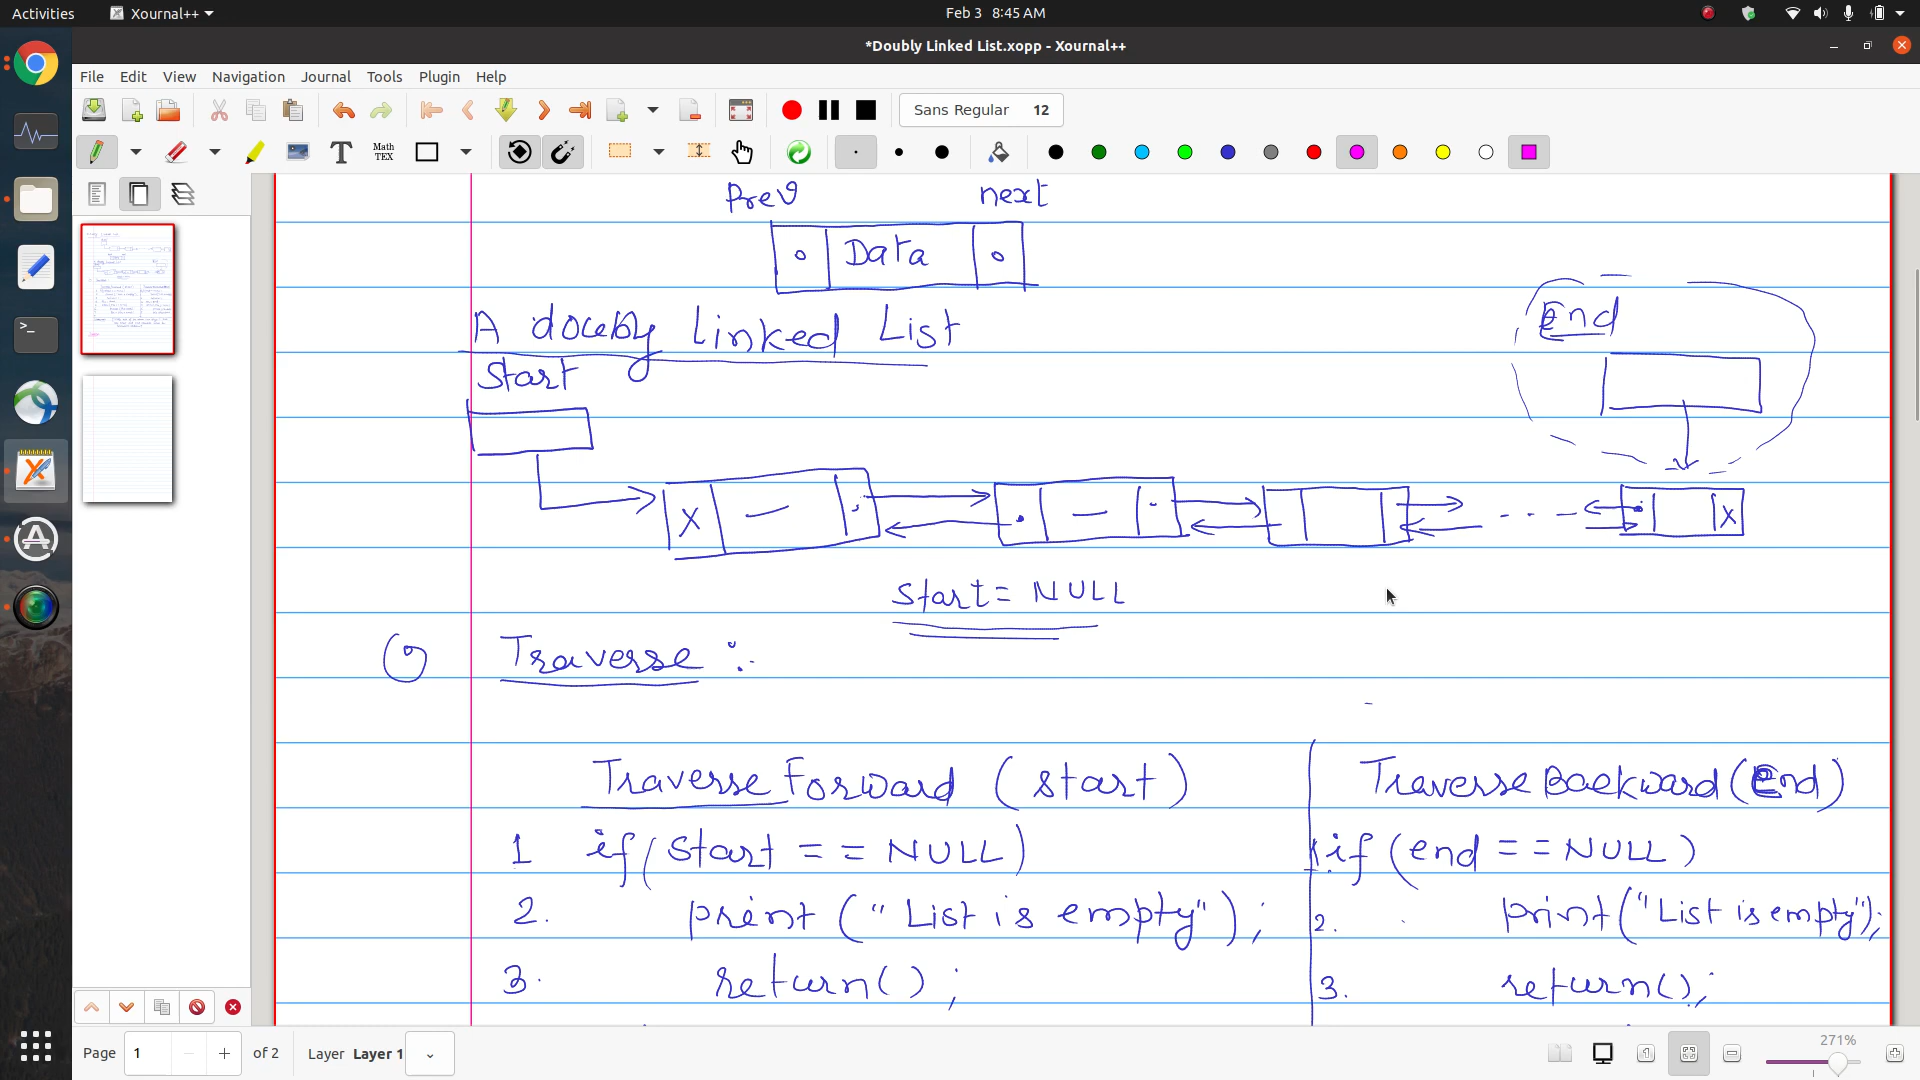 Activities Xournal++ Feb 3 8:45 AM
*Doubly Linked List.xopp - Xournal++
File Edit View Navigation Journal Tools Plugin Help
Sans Regular 12
T Math TEX
Prev next
Data
A doubly linked List
End
Start
X - - - - - X
Start = NULL
Traverse :
Traverse Forward (start) Traverse Backward (End)
1 if (start == NULL) 1. if (end == NULL)
2. print ("List is empty"); 2. print ("List is empty");
3. return(); 3. return();
Page 1 of 2 Layer Layer 1 271%